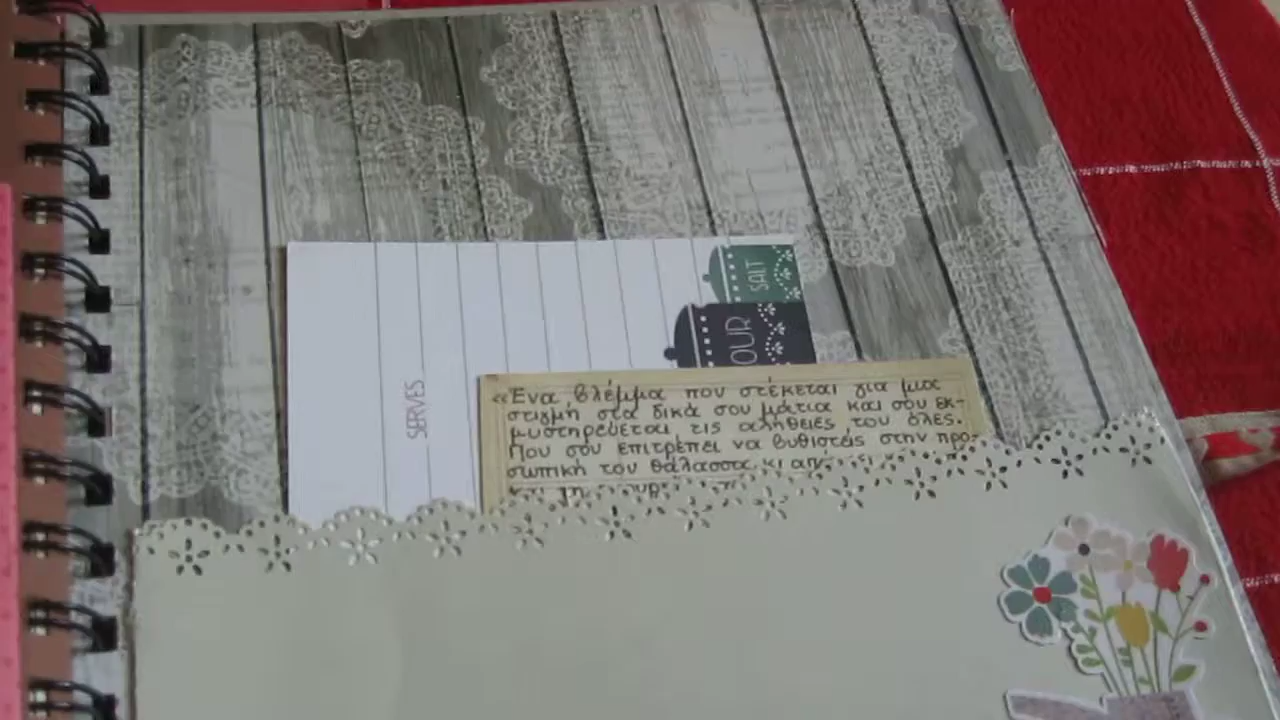 SALT
OUR
SERVES
«Ένα βλέμμα που στέκεται για μια
στιγμή στα δικά σου μάτια και σου εκ-
μυστηρεύεται τις αλήθειες του όλες.
Που σου επιτρέπει να βυθιστείς στην προ-
σωπική του θάλασσα κι
και